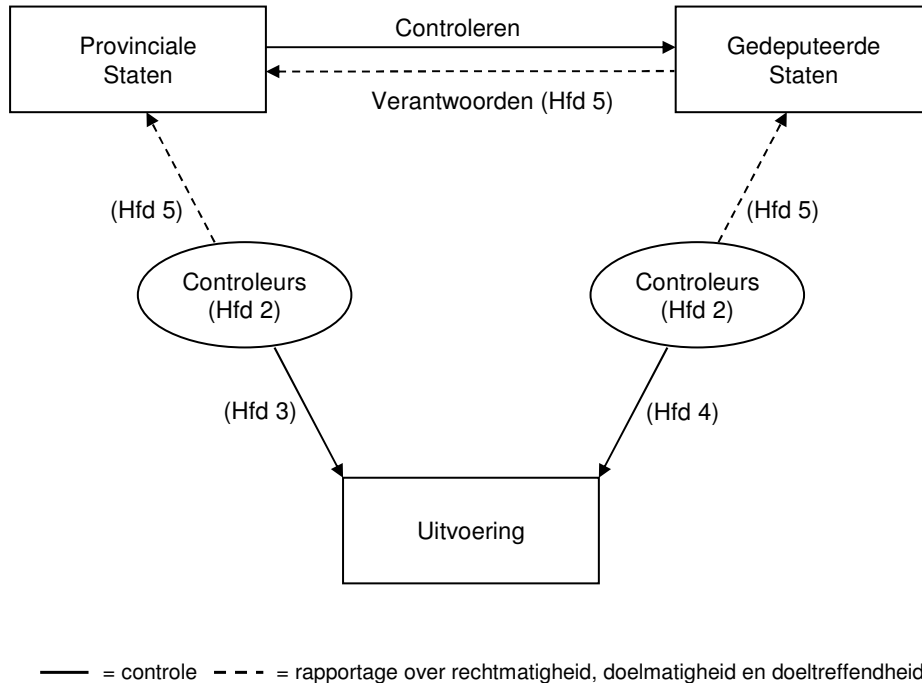 Provinciale
Staten
Controleren
Gedeputeerde
Staten
Verantwoorden (Hfd 5)
(Hfd 5)
(Hfd 5)
Controleurs
(Hfd 2)
Controleurs
(Hfd 2)
(Hfd 3)
(Hfd 4)
Uitvoering
= controle = rapportage over rechtmatigheid, doelmatigheid en doeltreffendheid